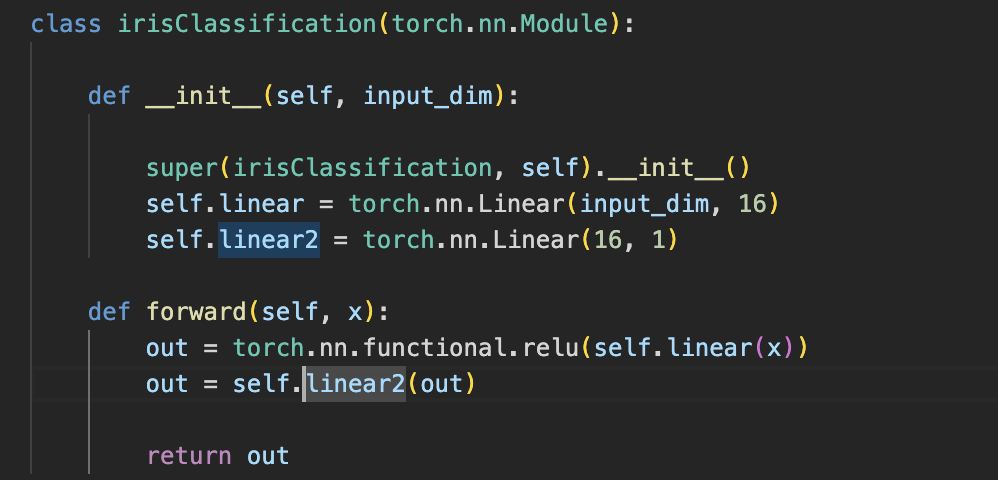 class irisClassification(torch.nn.Module):
def __init__(self, input_dim):
super(irisClassification, self).__init__()
self.linear = torch.nn.Linear(input_dim, 16)
self.linear2 = torch.nn.Linear(16, 1)
def forward(self, x):
out = torch.nn.functional.relu(self.linear(x))
out = self.linear2(out)
return out